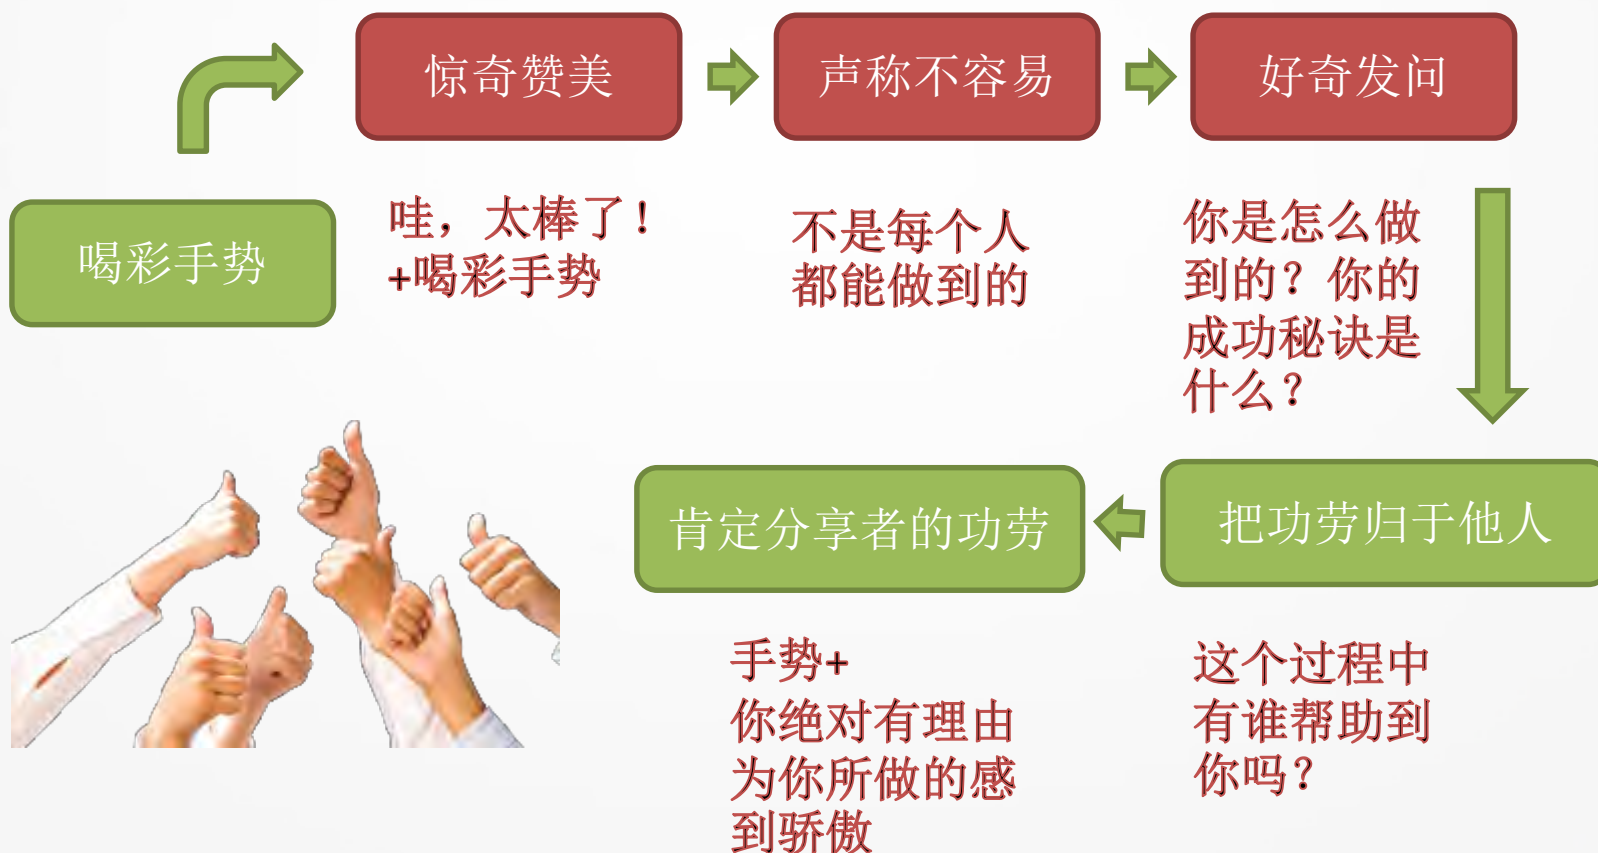 惊奇赞美
声称不容易
好奇发问
喝彩手势
哇，太棒了！
+喝彩手势
不是每个人
都能做到的
你是怎么做
到的？你的
成功秘诀是
什么？
把功劳归于他人
肯定分享者的功劳
这个过程中
有谁帮助到
你吗？
手势+
你绝对有理由
为你所做的感
到骄傲